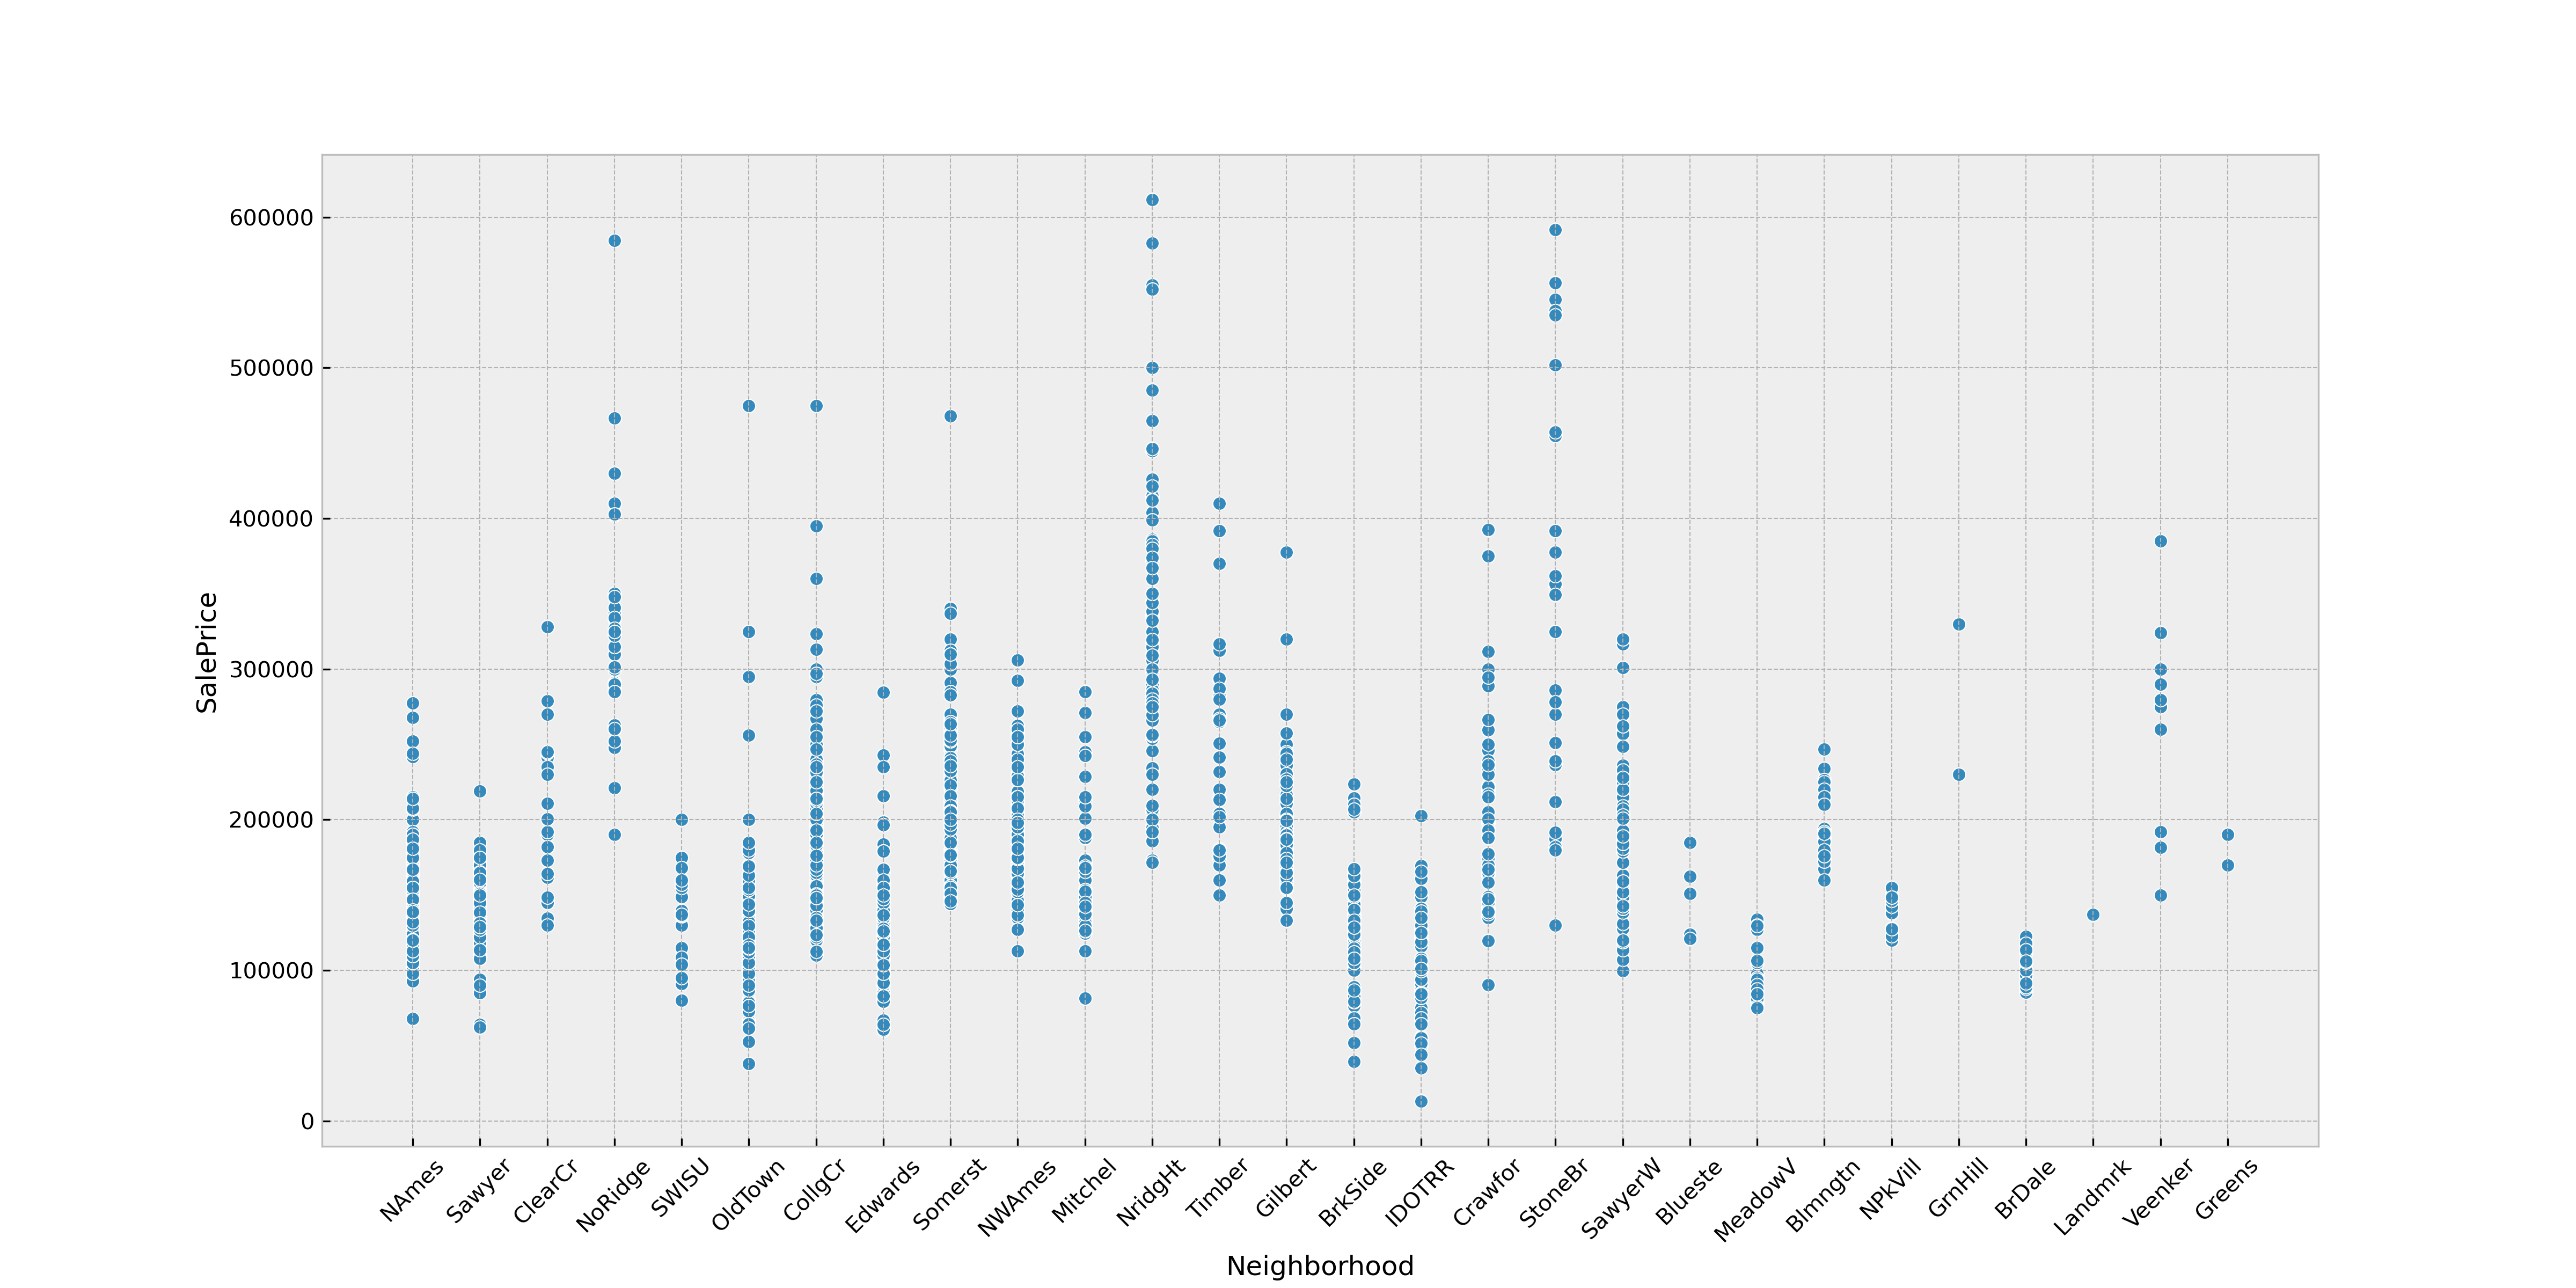 SalePrice
600000
500000
400000
300000
200000
100000
0
NAmes
Sawyer
ClearCr
NoRidge
SWISU
OldTown
CollgCr
Edwards
Somerst
NWAmes
Mitchel
NridgHt
Timber
Gilbert
BrkSide
IDOTRR
Crawfor
StoneBr
SawyerW
Blueste
MeadowV
Blmngtn
NPkVill
GrnHill
BrDale
Landmrk
Veenker
Greens
Neighborhood